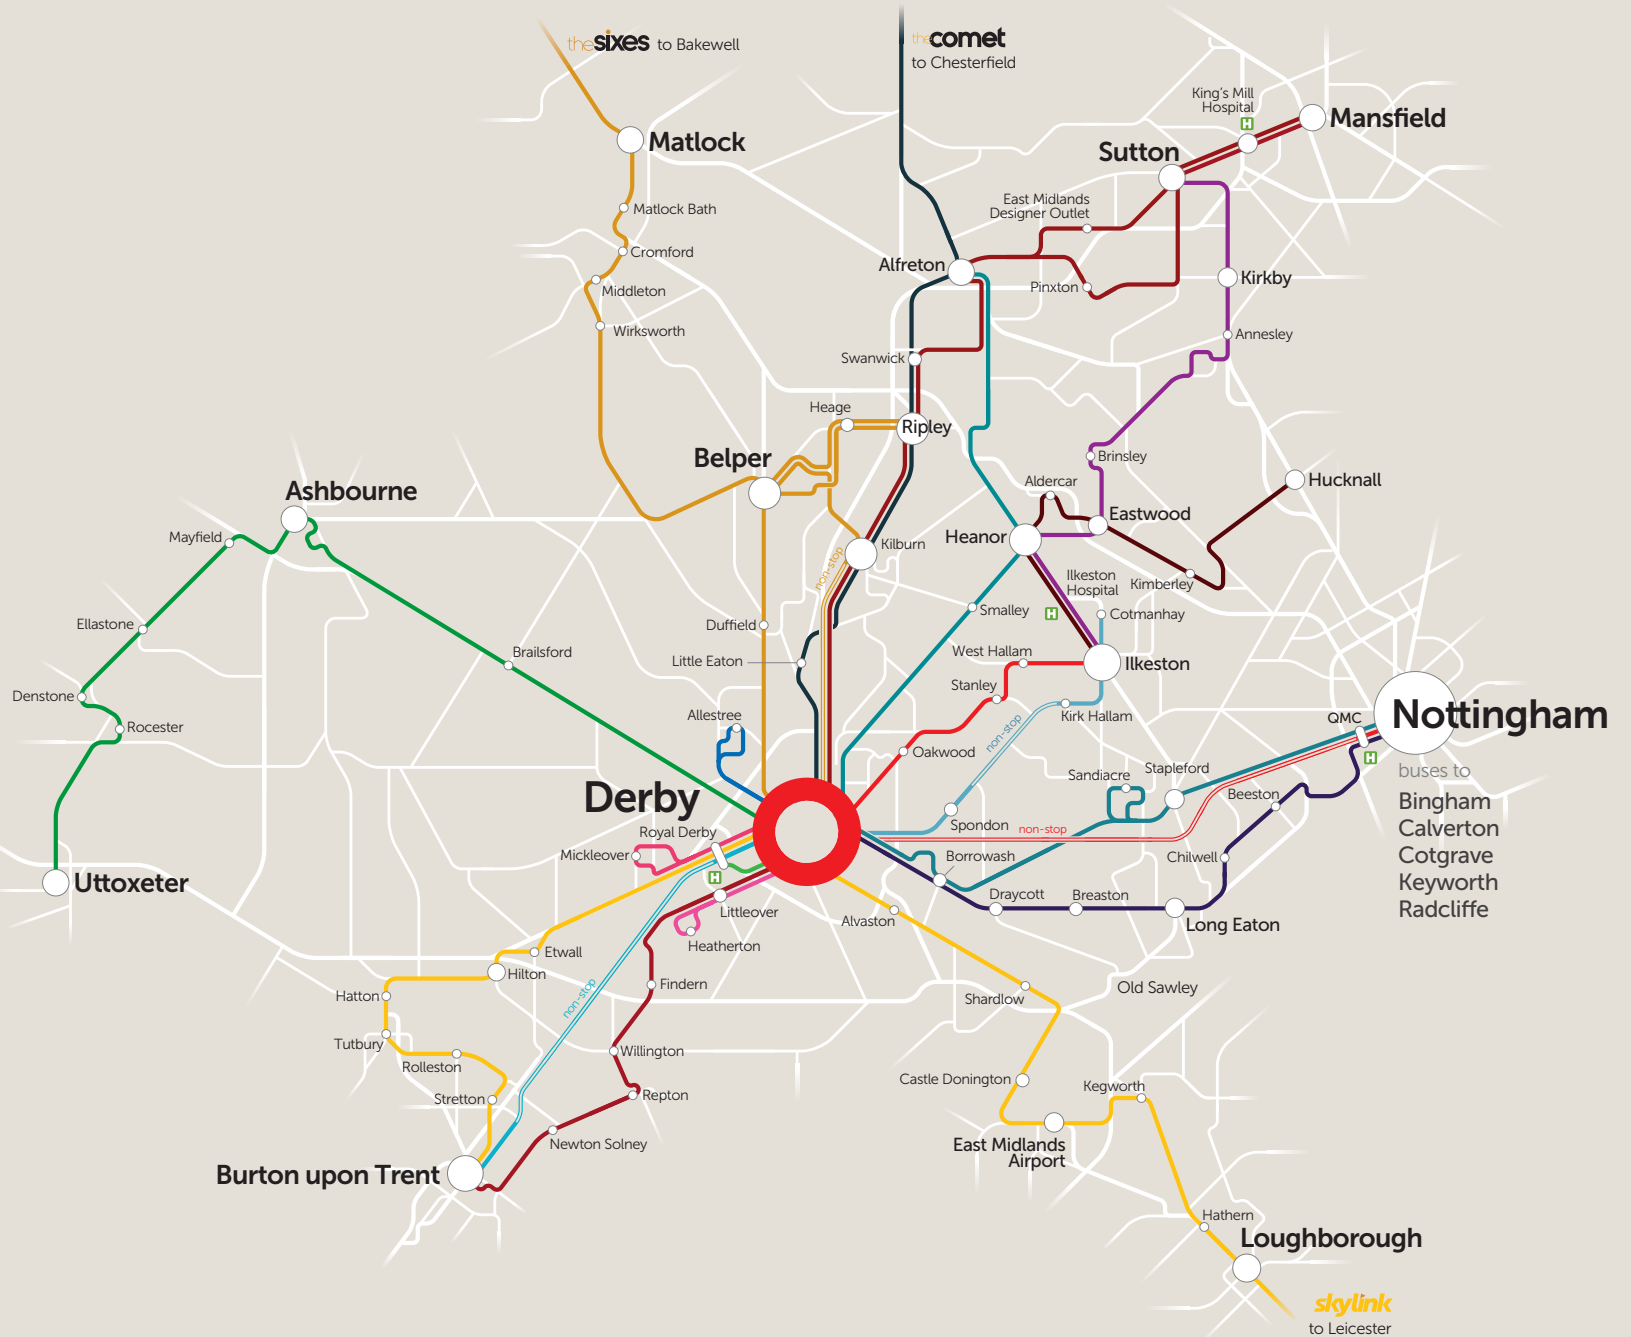 thesixes to Bakewell
thecomet
to Chesterfield
King's Mill
Hospital
H
Mansfield
Matlock
Sutton
East Midlands
Designer Outlet
Matlock Bath
Cromford
Alfreton
Kirkby
Middleton
Pinxton
Wirksworth
Annesley
Swanwick
Heage
Ripley
Belper
Brinsley
Aldercar
Hucknall
Ashbourne
Eastwood
Mayfield
Heanor
Kilburn
non-stop
Ilkeston
Hospital
H
Kimberley
Smalley
Cotmanhay
Ellastone
Duffield
Brailsford
West Hallam
Little Eaton
Ilkeston
Stanley
Denstone
Rocester
Allestree
Kirk Hallam
QMC
Nottingham
non-stop
Oakwood
H
buses to
Bingham
Calverton
Cotgrave
Keyworth
Radcliffe
Sandiacre
Stapleford
Derby
Beeston
Spondon
non-stop
Royal Derby
Mickleover
H
Borrowash
Chilwell
Uttoxeter
Littleover
Draycott
Breaston
Alvaston
Long Eaton
Heatherton
Etwall
Hilton
Findern
non-stop
Hatton
Shardlow
Old Sawley
Tutbury
Willington
Rolleston
Castle Donington
Kegworth
Stretton
Repton
Newton Solney
East Midlands
Airport
Burton upon Trent
Hathern
Loughborough
skylink
to Leicester